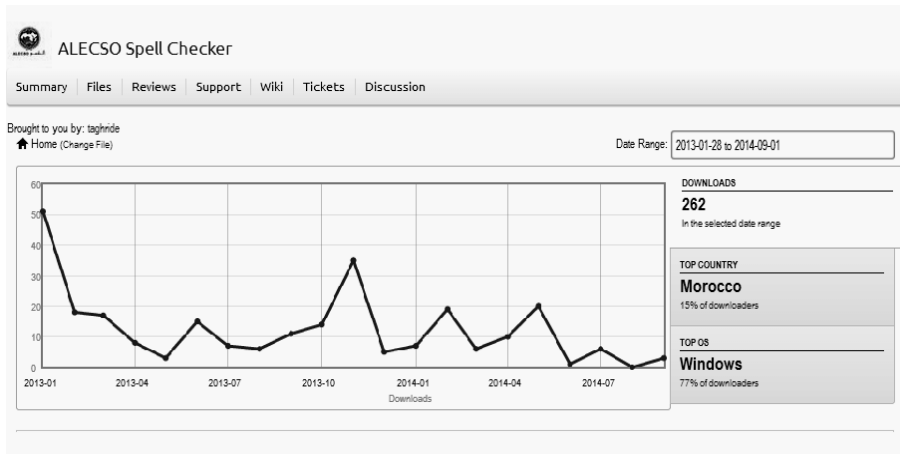 ALECSO Spell Checker
Summary Files Reviews Support Wiki Tickets Discussion
Brought to you by: taghride
Home (Change File)
Date Range: 2013-01-28 to 2014-09-01
60
50
40
30
20
10
0
2013-01 2013-04 2013-07 2013-10 2014-01 2014-04 2014-07
Downloads
DOWNLOADS
262
In the selected date range
TOP COUNTRY
Morocco
15% of downloaders
TOP OS
Windows
77% of downloaders